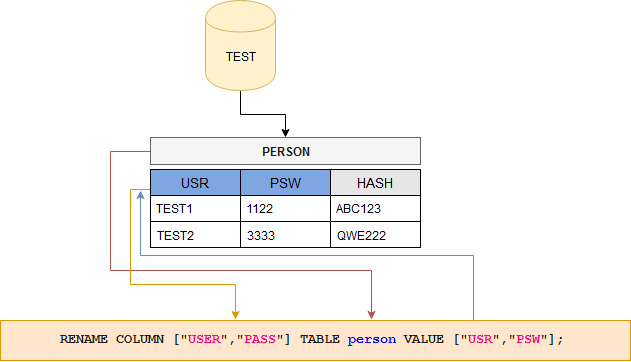 TEST
PERSON
USR PSW HASH
TEST1 1122 ABC123
TEST2 3333 QWE222
RENAME COLUMN ["USER","PASS"] TABLE person VALUE ["USR","PSW"];